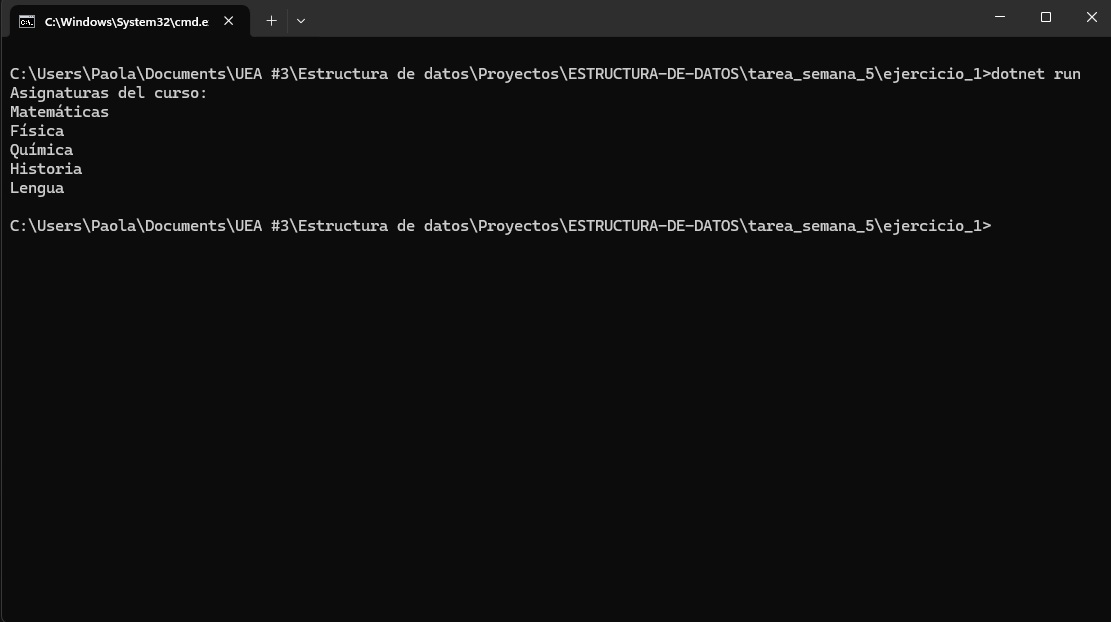 C:\Windows\System32\cmd.e
C:\Users\Paola\Documents\UEA #3\Estructura de datos\Proyectos\ESTRUCTURA-DE-DATOS\tarea_semana_5\ejercicio_1>dotnet run
Asignaturas del curso:
Matemáticas
Física
Química
Historia
Lengua
C:\Users\Paola\Documents\UEA #3\Estructura de datos\Proyectos\ESTRUCTURA-DE-DATOS\tarea_semana_5\ejercicio_1>